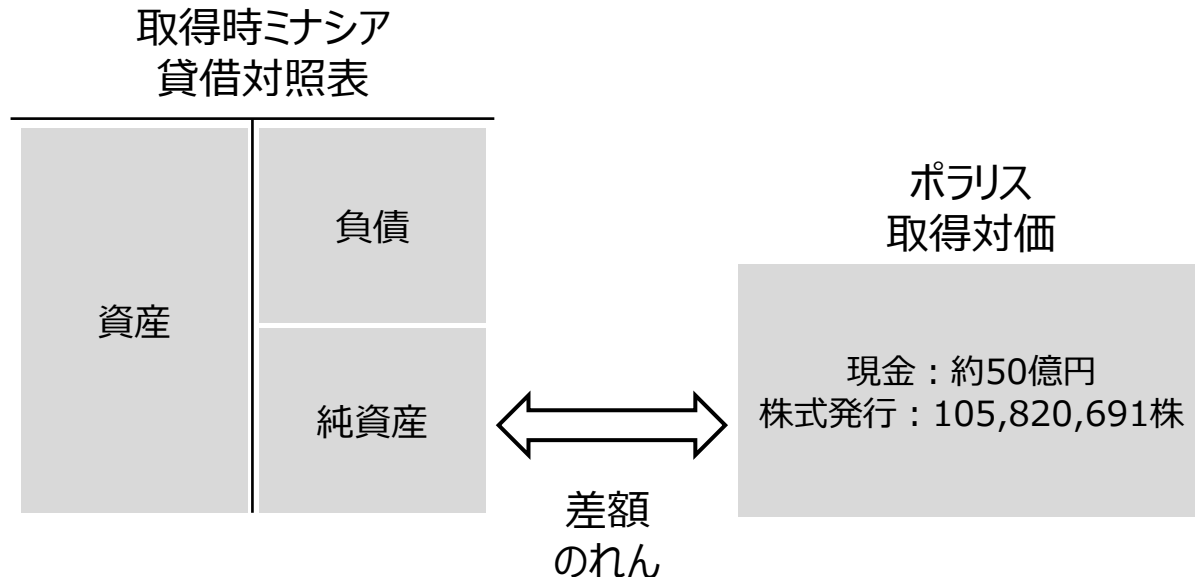 取得時ミナシア
貸借対照表
資産
負債
純資産
差額
のれん
ポラリス
取得対価
現金：約50億円
株式発行：105,820,691株